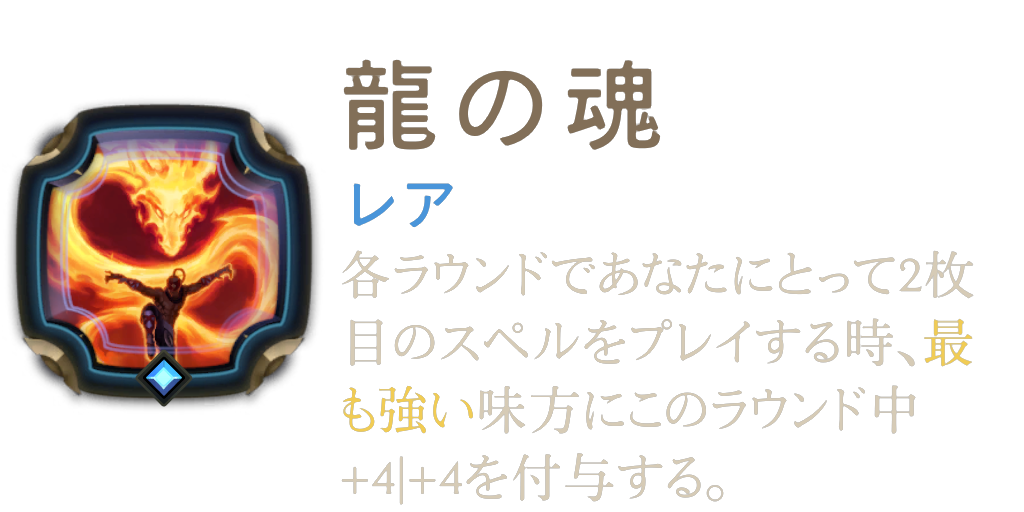 龍の魂
レア
各ラウンドであなたにとって2枚
目のスペルをプレイする時、最
も強い味方にこのラウンド中
+4|+4を付与する。